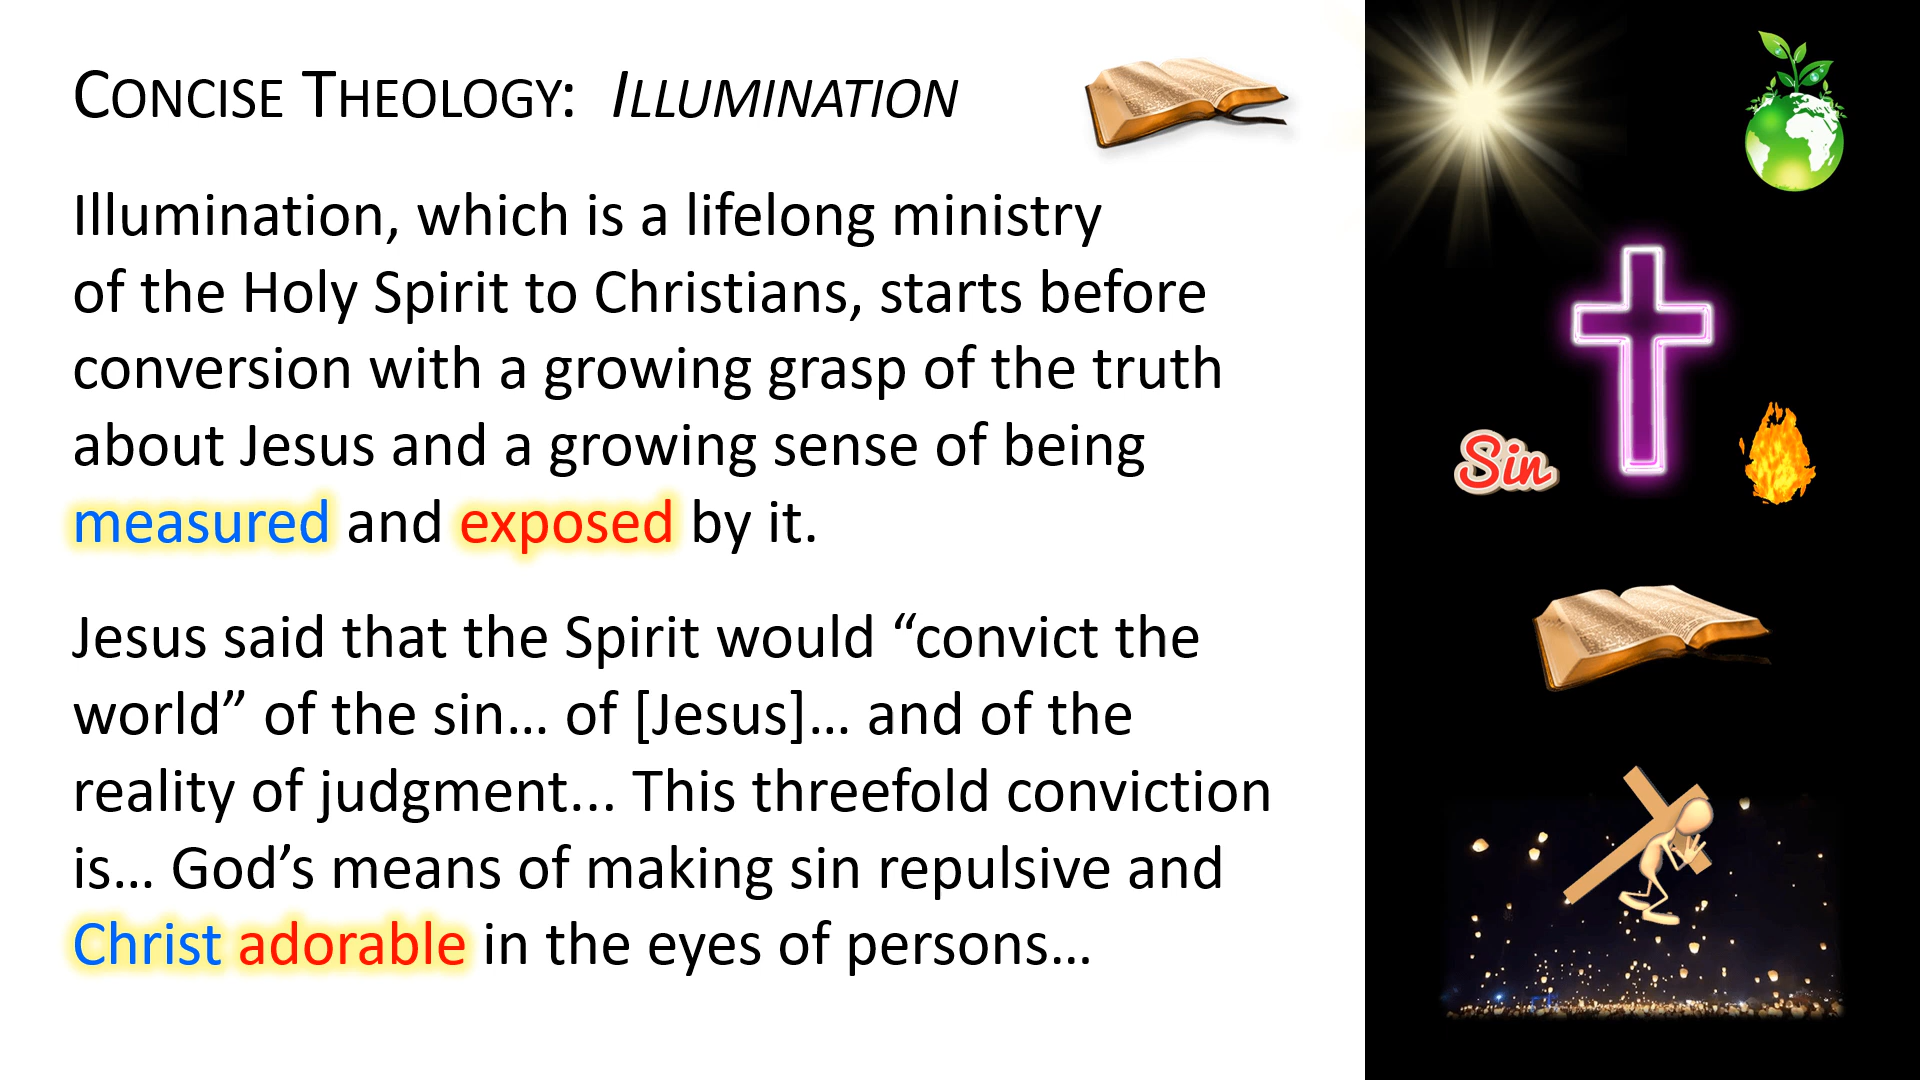 CONCISE THEOLOGY: ILLUMINATION
Illumination, which is a lifelong ministry
of the Holy Spirit to Christians, starts before
conversion with a growing grasp of the truth
about Jesus and a growing sense of being
measured and exposed by it.
Jesus said that the Spirit would “convict the
world” of the sin… of [Jesus]… and of the
reality of judgment... This threefold conviction
is… God’s means of making sin repulsive and
Christ adorable in the eyes of persons…
Sin